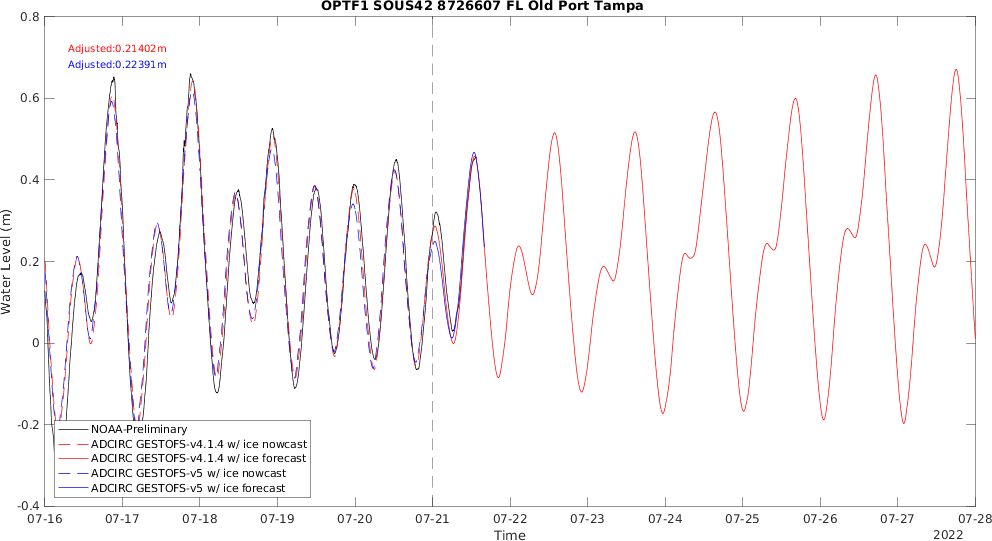 OPTF1 SOUS42 8726607 FL Old Port Tampa
Adjusted:0.21402m
Adjusted:0.22391m
Water Level (m)
0.8
0.6
0.4
0.2
0
-0.2
-0.4
NOAA-Preliminary
ADCIRC GESTOFS-v4.1.4 w/ ice nowcast
ADCIRC GESTOFS-v4.1.4 w/ ice forecast
ADCIRC GESTOFS-v5 w/ ice nowcast
ADCIRC GESTOFS-v5 w/ ice forecast
07-16 07-17 07-18 07-19 07-20 07-21 07-22 07-23 07-24 07-25 07-26 07-27 07-28
Time
2022